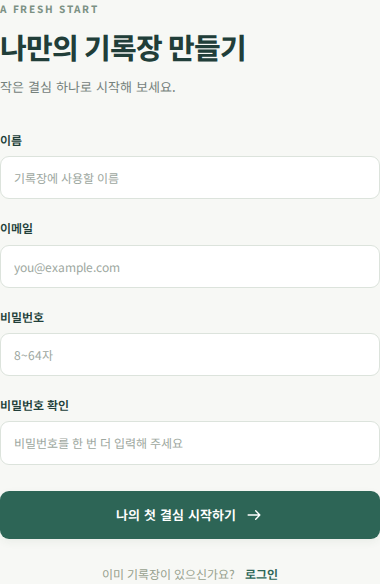 A FRESH START
나만의 기록장 만들기
작은 결심 하나로 시작해 보세요.
이름
기록장에 사용할 이름
이메일
you@example.com
비밀번호
8~64자
비밀번호 확인
비밀번호를 한 번 더 입력해 주세요
나의 첫 결심 시작하기 →
이미 기록장이 있으신가요? 로그인